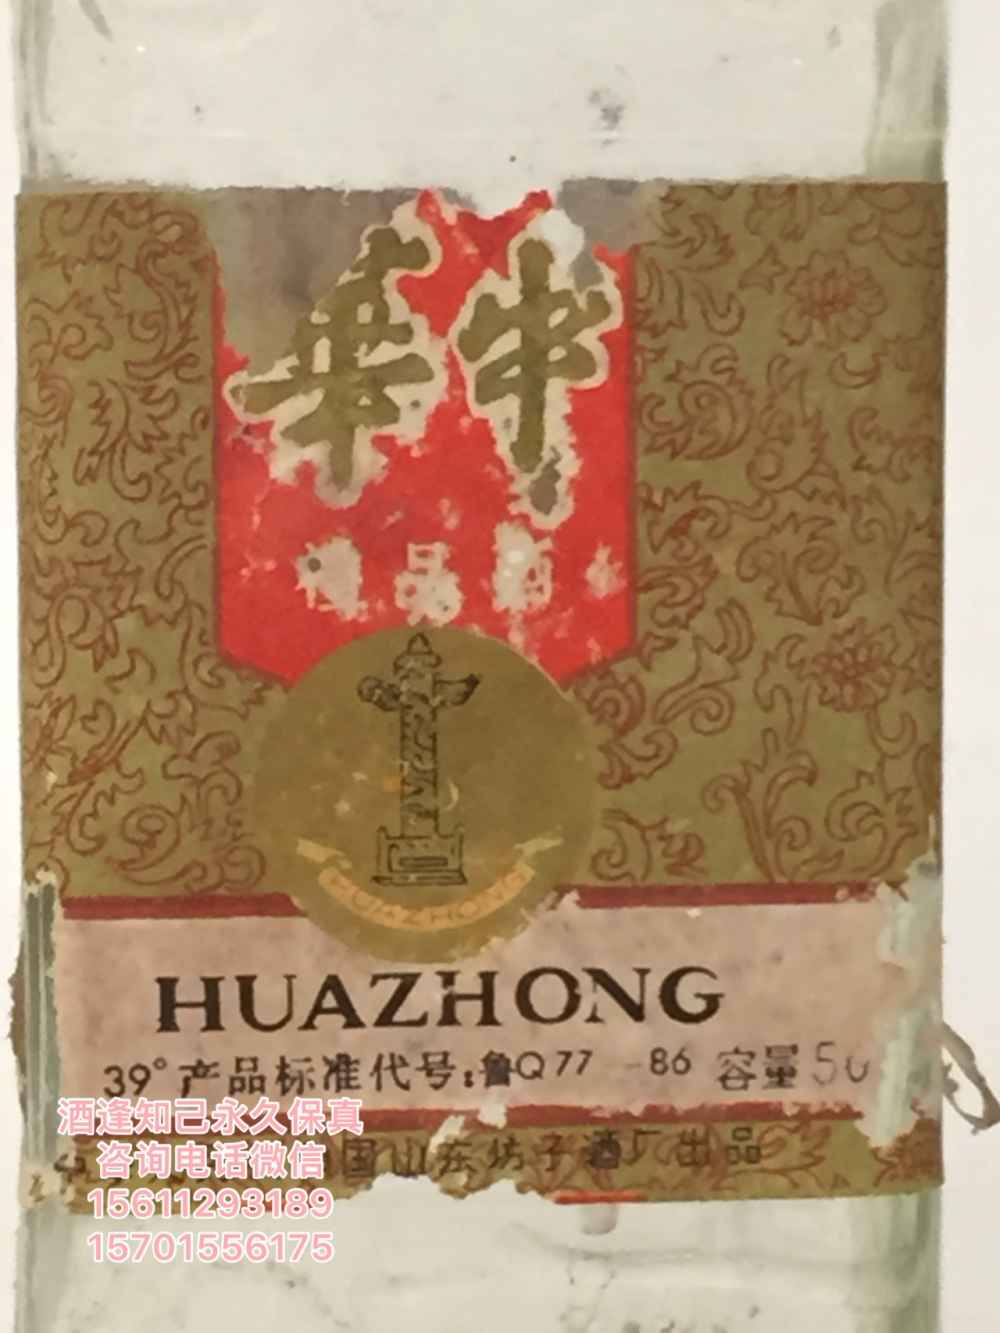 華中
品
HUAZHONG
HUAZHONG
39°产品标准代号:鲁Q77 -86 容量50
国山东坊子酒厂出品
酒逢知己永久保真
咨询电话微信
15611293189
15701556175